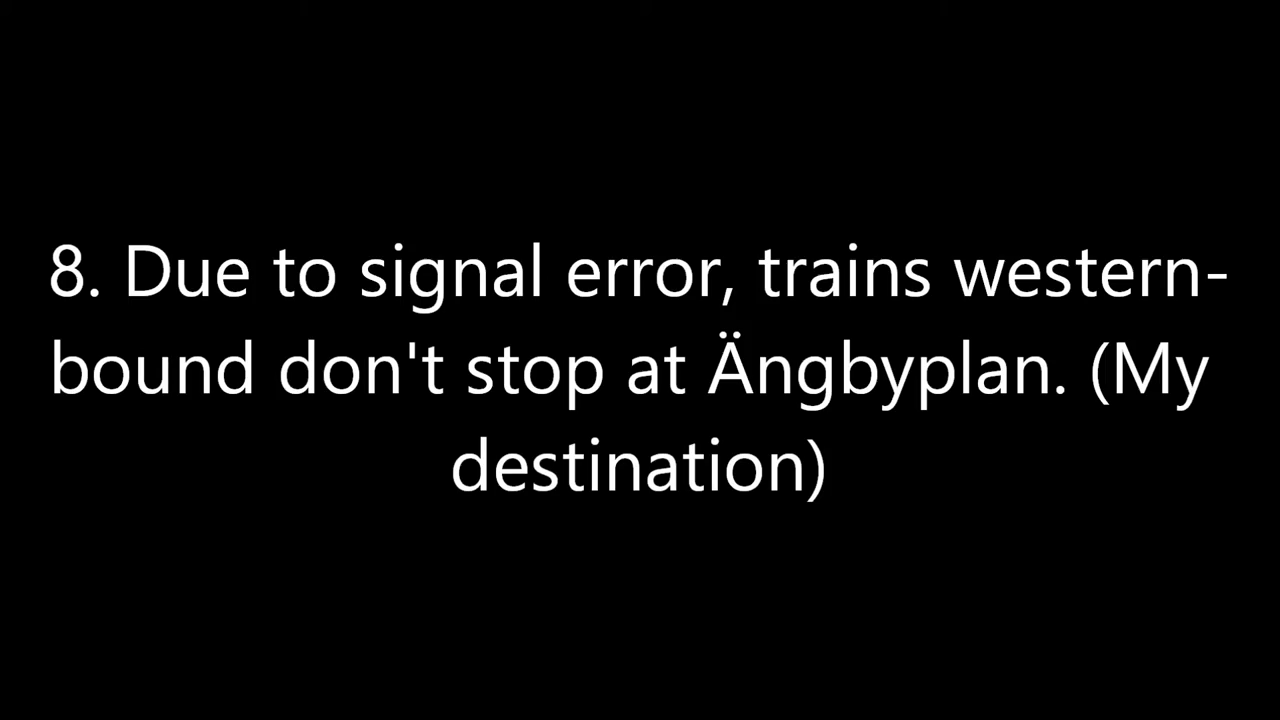 8. Due to signal error, trains western-
bound don't stop at Ängbyplan. (My
destination)